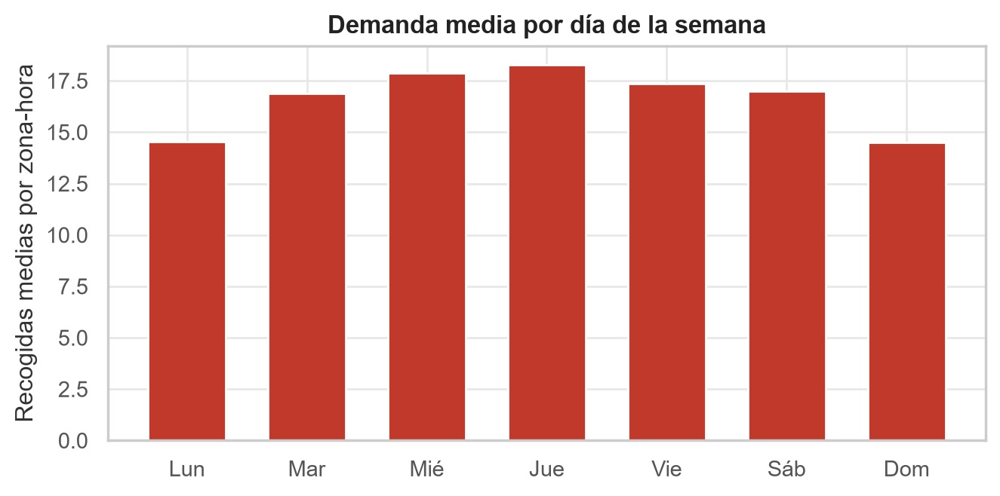 Demanda media por día de la semana
Recogidas medias por zona-hora
17.5
15.0
12.5
10.0
7.5
5.0
2.5
0.0
Lun Mar Mié Jue Vie Sáb Dom